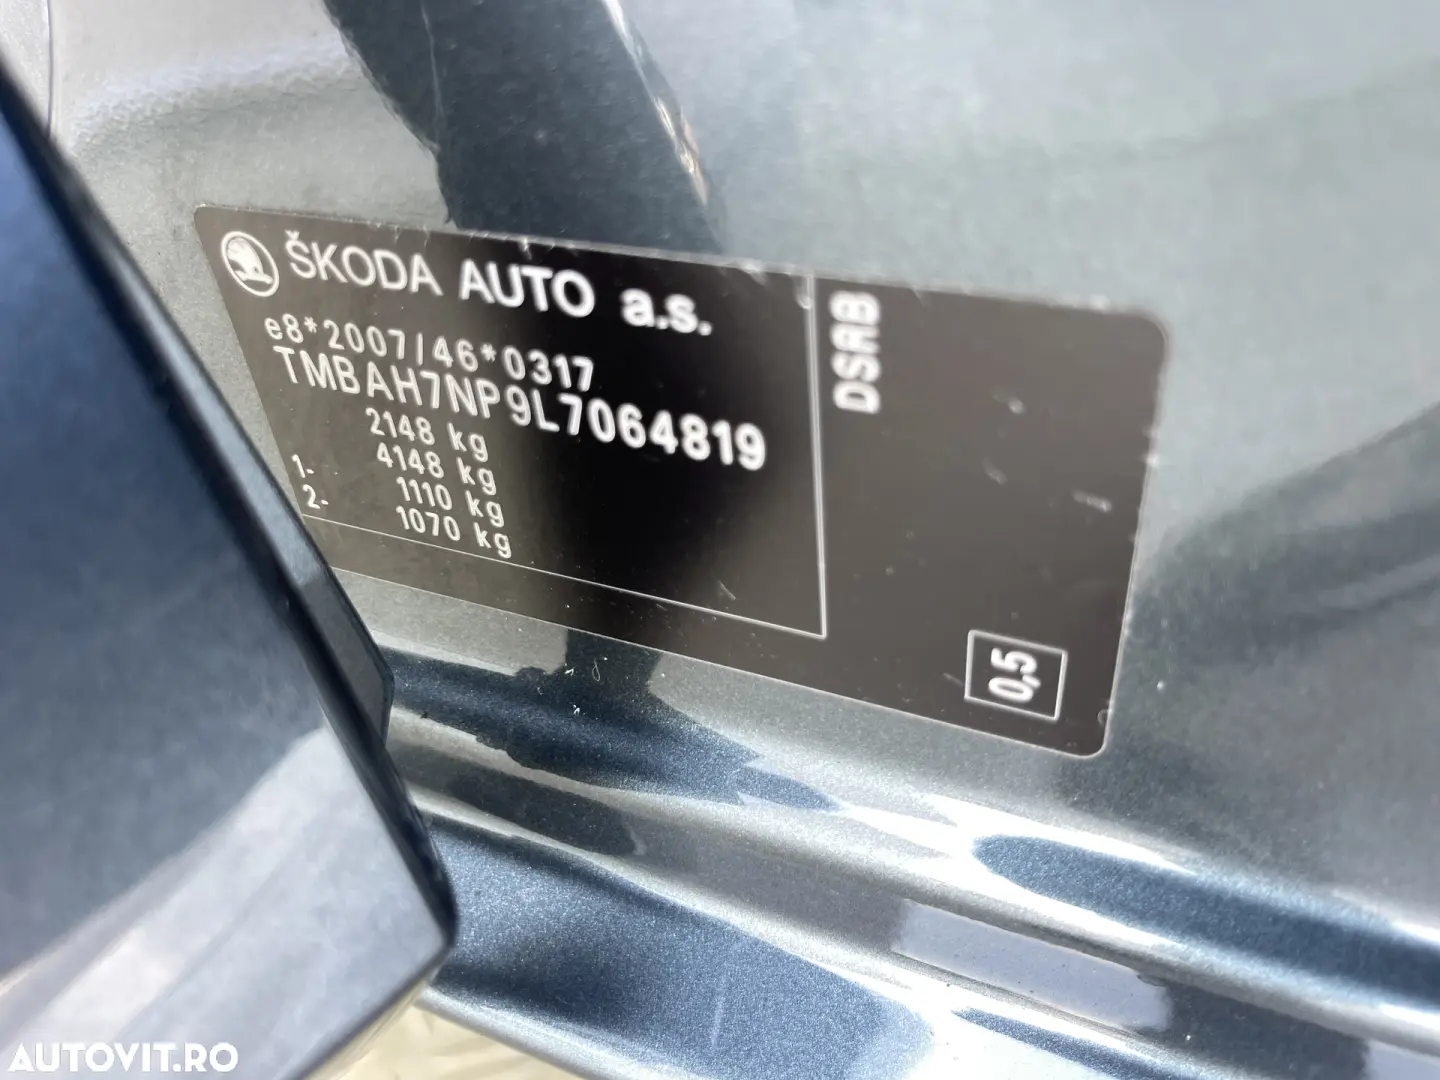 ŠKODA AUTO a.s.
e8*2007/46*0317
TMBAH7NP9L7064819
2148 kg
4148 kg
1- 1110 kg
2- 1070 kg
DSAB
0,5
AUTOVIT.RO